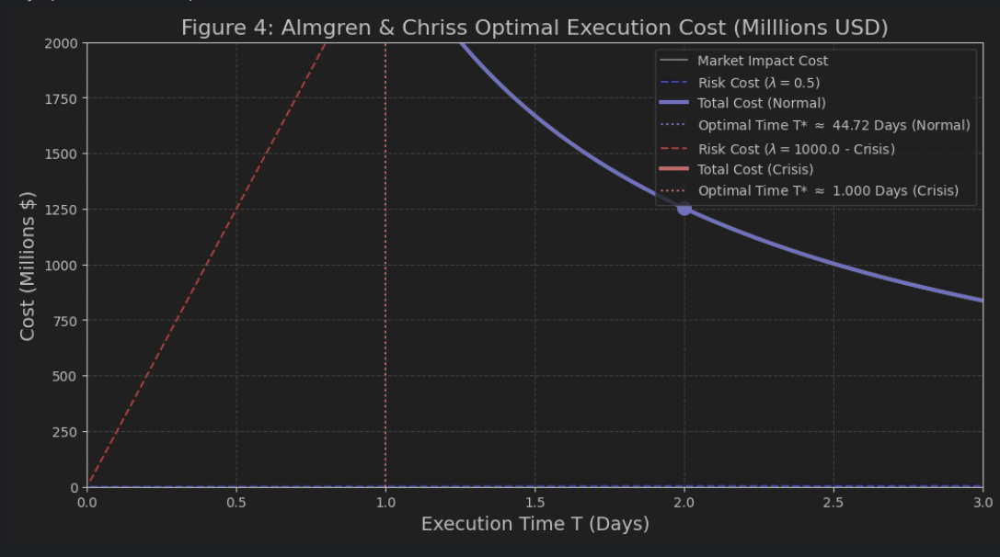 Figure 4: Almgren & Chriss Optimal Execution Cost (Milllions USD)
Cost (Millions $)
2000
1750
1500
1250
1000
750
500
250
0
Market Impact Cost
Risk Cost (λ = 0.5)
Total Cost (Normal)
Optimal Time T* ≈ 44.72 Days (Normal)
Risk Cost (λ = 1000.0 - Crisis)
Total Cost (Crisis)
Optimal Time T* ≈ 1.000 Days (Crisis)
0.0 0.5 1.0 1.5 2.0 2.5 3.0
Execution Time T (Days)